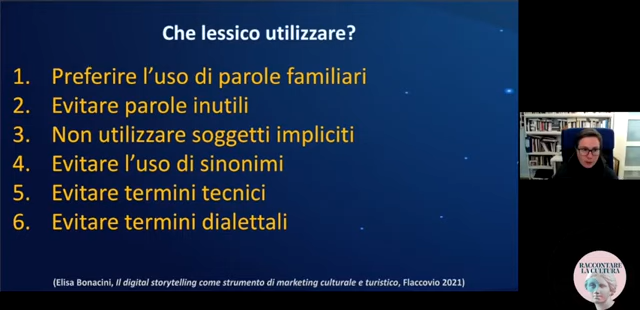 Che lessico utilizzare?
1. Preferire l'uso di parole familiari
2. Evitare parole inutili
3. Non utilizzare soggetti impliciti
4. Evitare l'uso di sinonimi
5. Evitare termini tecnici
6. Evitare termini dialettali
(Elisa Bonacini, Il digital storytelling come strumento di marketing culturale e turistico, Flaccovio 2021)
RACCONTARE
LA CULTURA